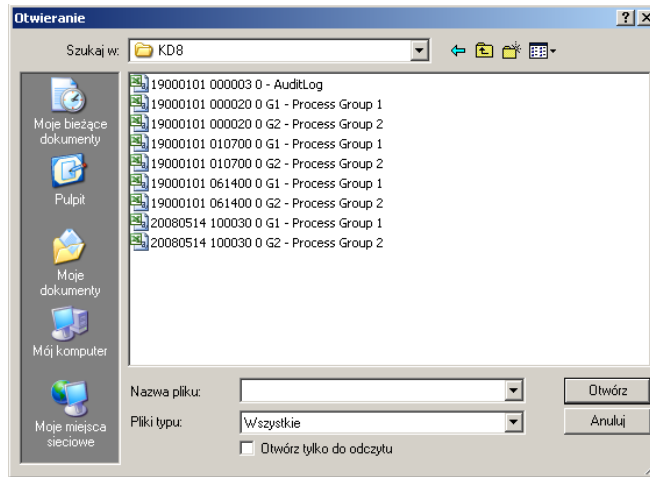 Otwieranie
Szukaj w:
KD8
19000101 000003 0 - AuditLog
19000101 000020 0 G1 - Process Group 1
19000101 000020 0 G2 - Process Group 2
19000101 010700 0 G1 - Process Group 1
19000101 010700 0 G2 - Process Group 2
19000101 061400 0 G1 - Process Group 1
19000101 061400 0 G2 - Process Group 2
20080514 100030 0 G1 - Process Group 1
20080514 100030 0 G2 - Process Group 2
Moje bieżące
dokumenty
Pulpit
Moje
dokumenty
Mój komputer
Moje miejsca
sieciowe
Nazwa pliku:
Otwórz
Pliki typu:
Wszystkie
Anuluj
Otwórz tylko do odczytu